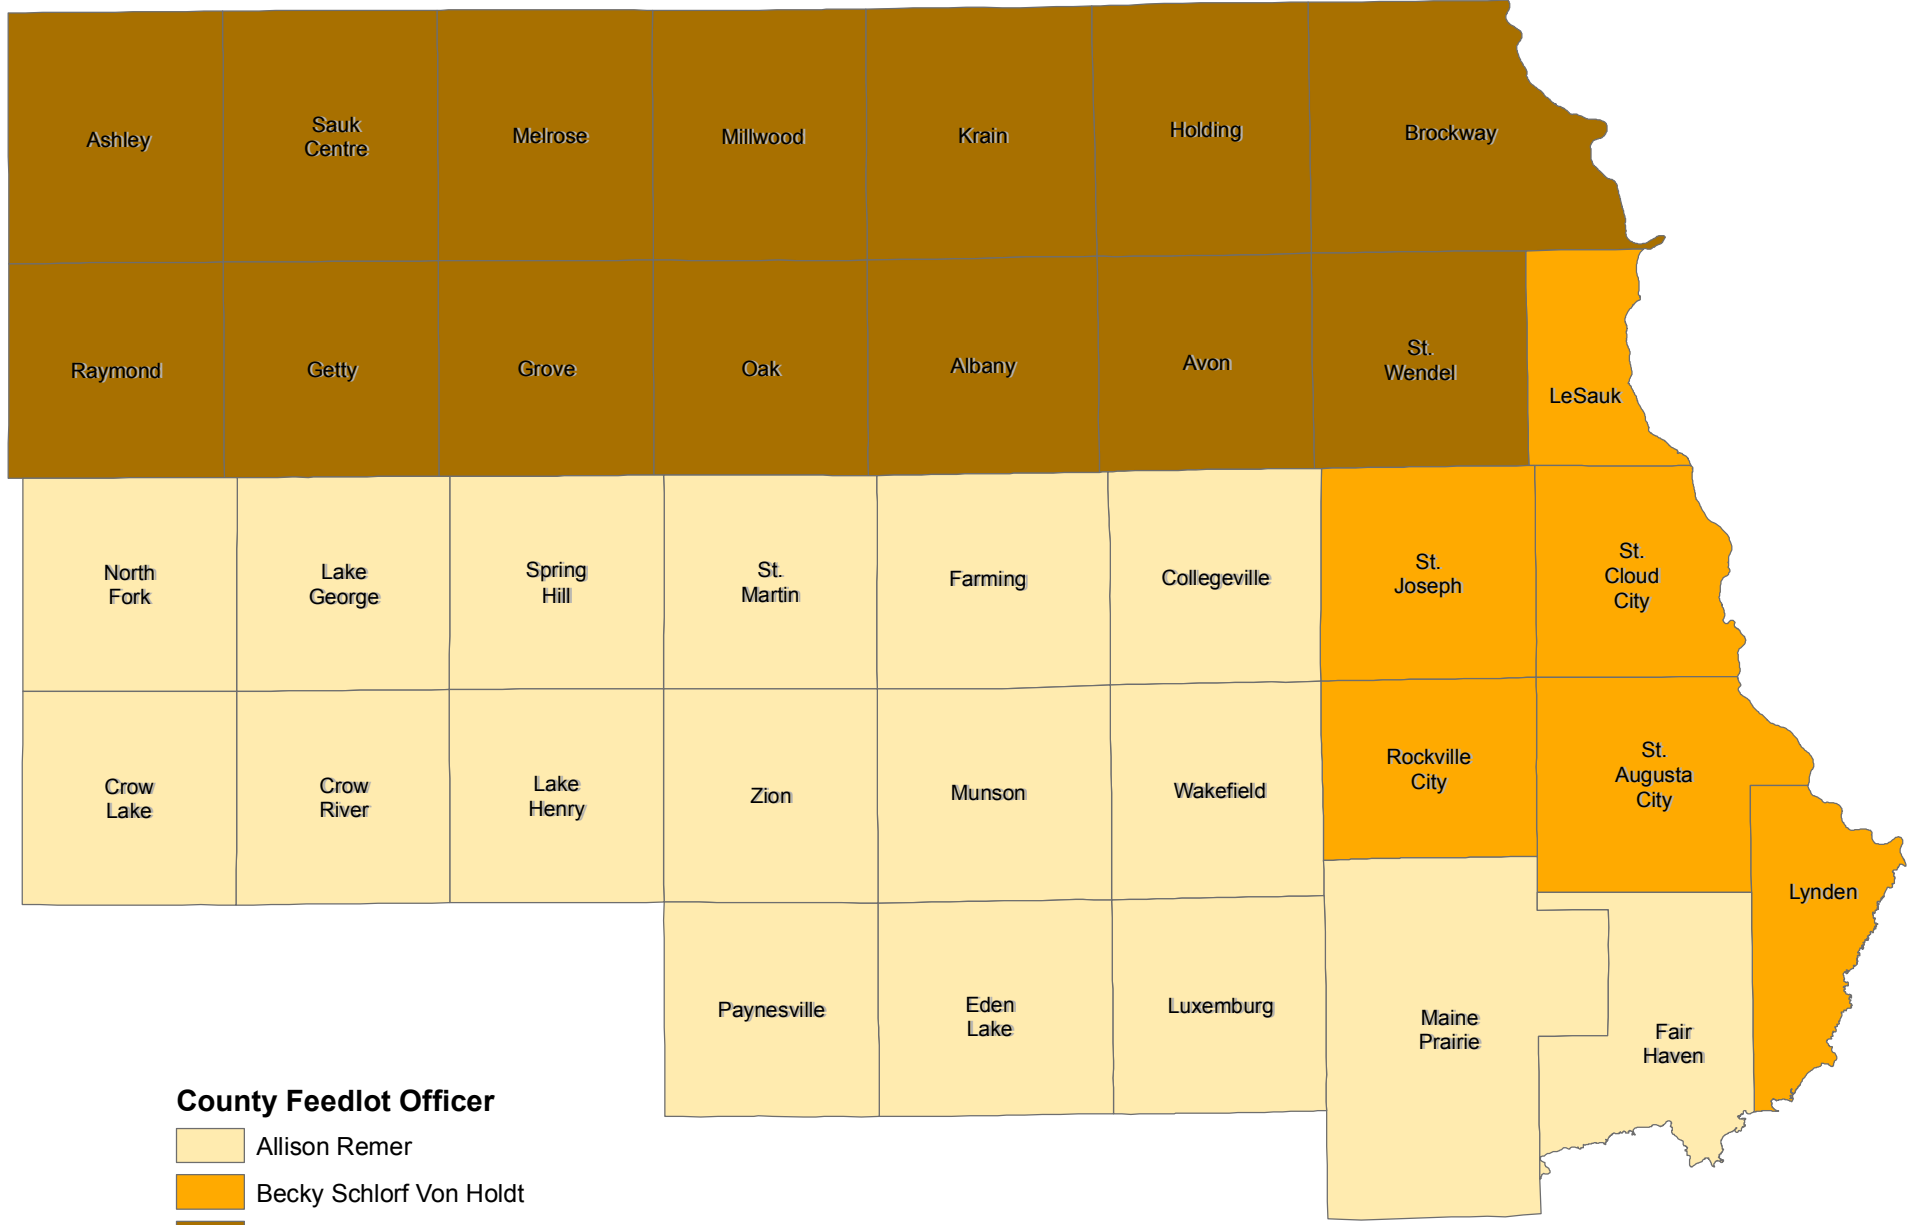 Ashley
Sauk
Centre
Melrose
Millwood
Krain
Holding
Brockway
Raymond
Getty
Grove
Oak
Albany
Avon
St.
Wendel
LeSauk
North
Fork
Lake
George
Spring
Hill
St.
Martin
Farming
Collegeville
St.
Joseph
St.
Cloud
City
Crow
Lake
Crow
River
Lake
Henry
Zion
Munson
Wakefield
Rockville
City
St.
Augusta
City
Lynden
Paynesville
Eden
Lake
Luxemburg
Maine
Prairie
Fair
Haven
County Feedlot Officer
Allison Remer
Becky Schlorf Von Holdt